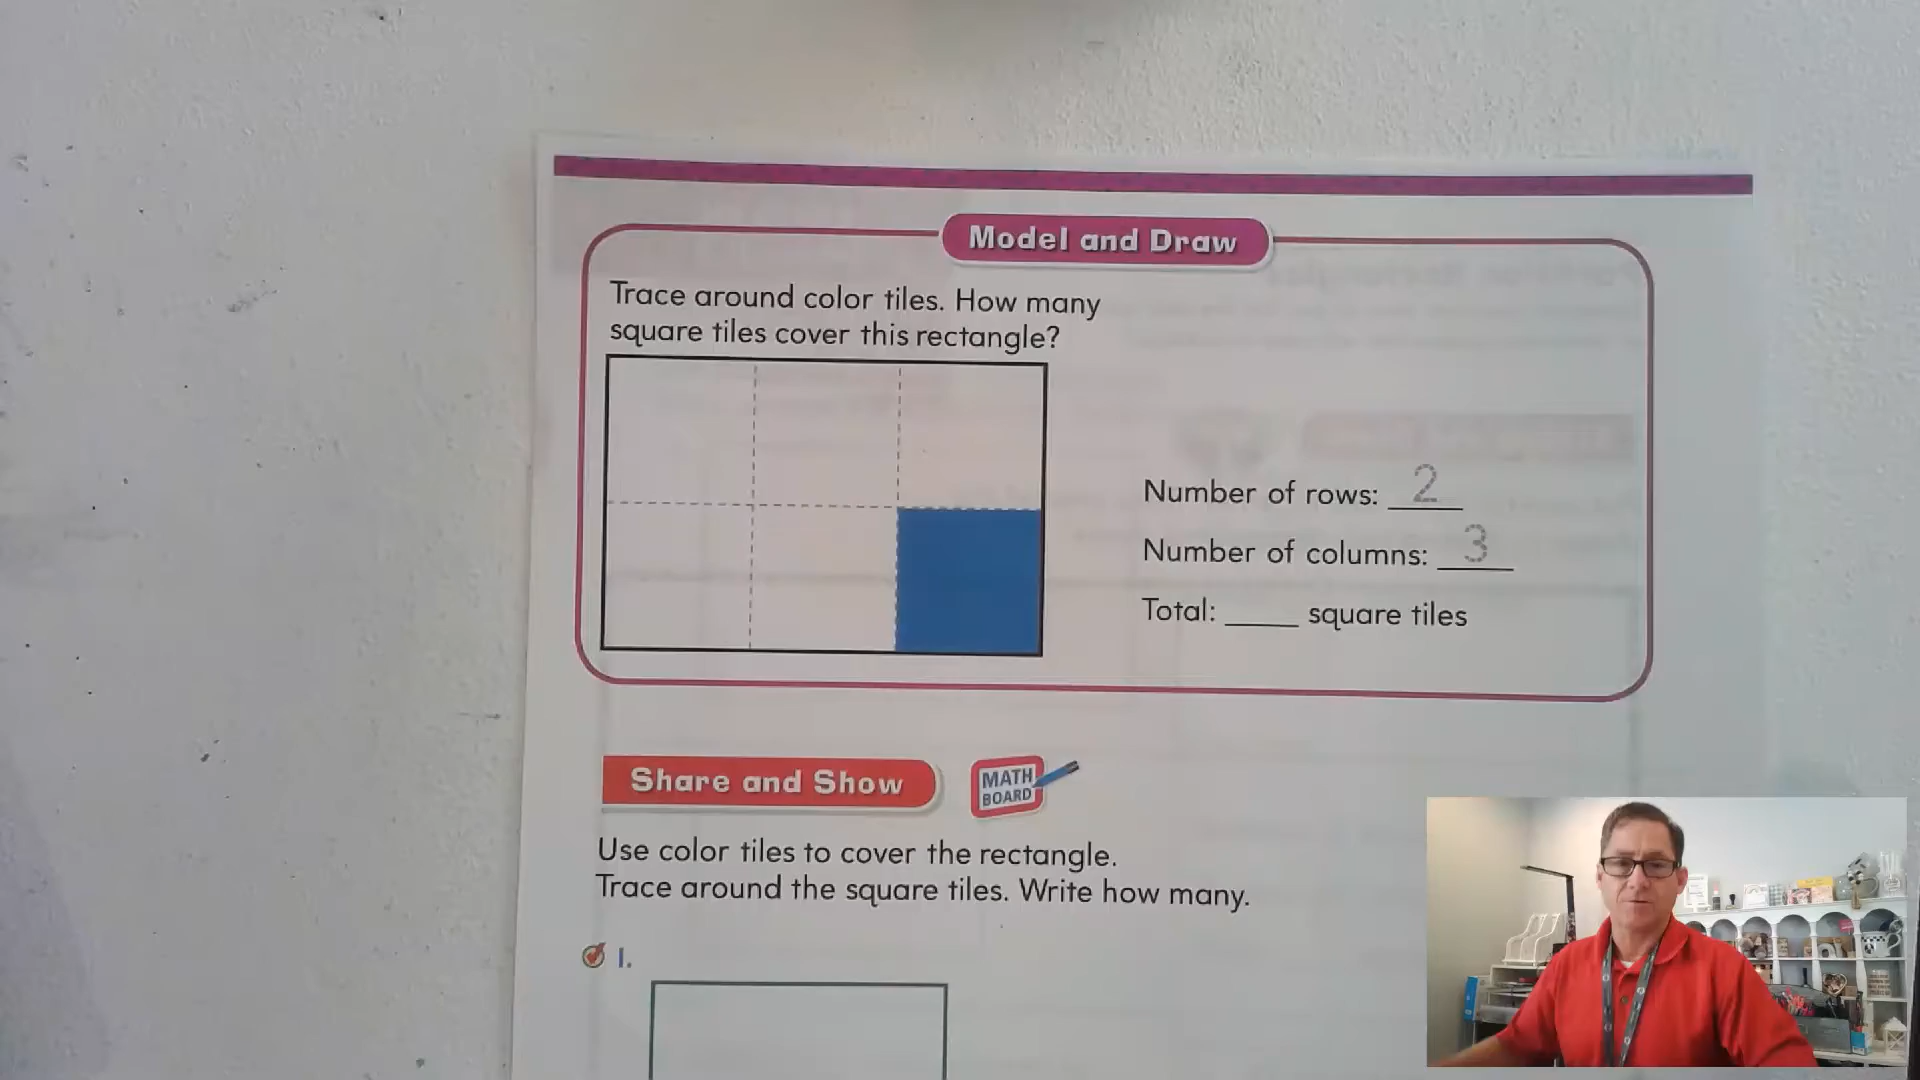 Model and Draw
Trace around color tiles. How many
square tiles cover this rectangle?
Number of rows: 2
Number of columns: 3
Total: ____ square tiles
Share and Show
MATH
BOARD
Use color tiles to cover the rectangle.
Trace around the square tiles. Write how many.
1.